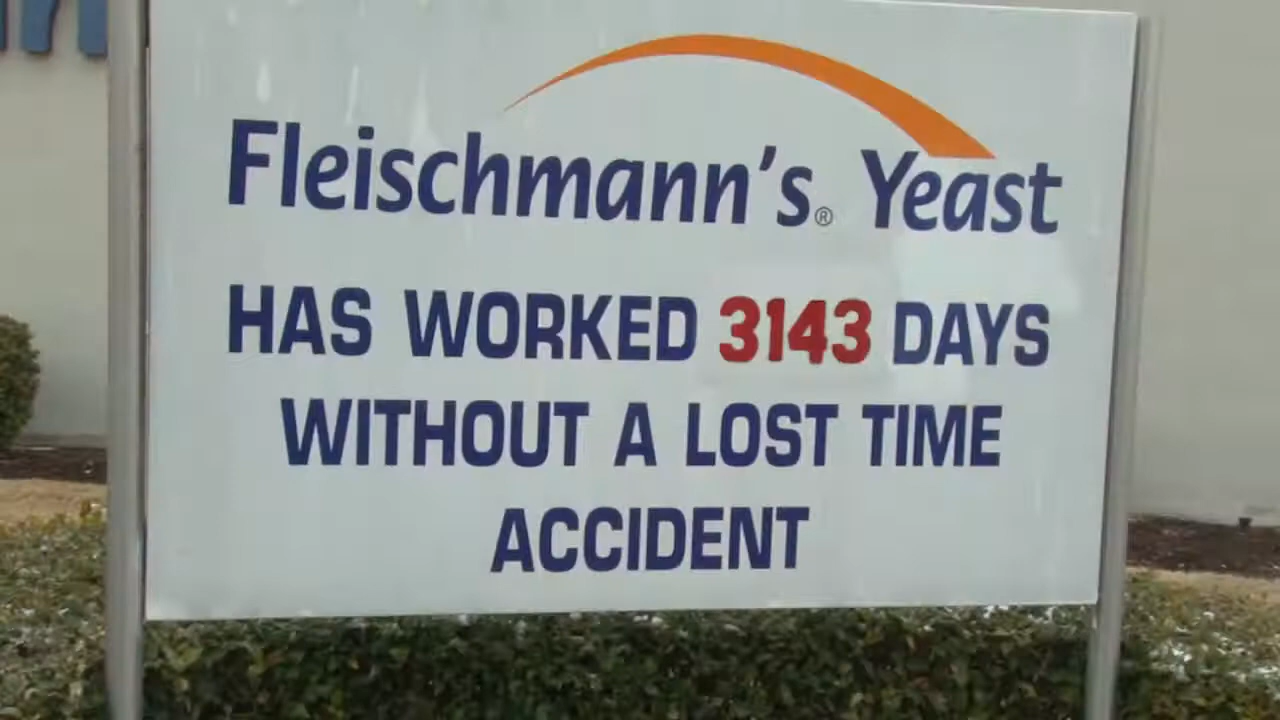 Fleischmann's® Yeast
HAS WORKED 3143 DAYS
WITHOUT A LOST TIME
ACCIDENT